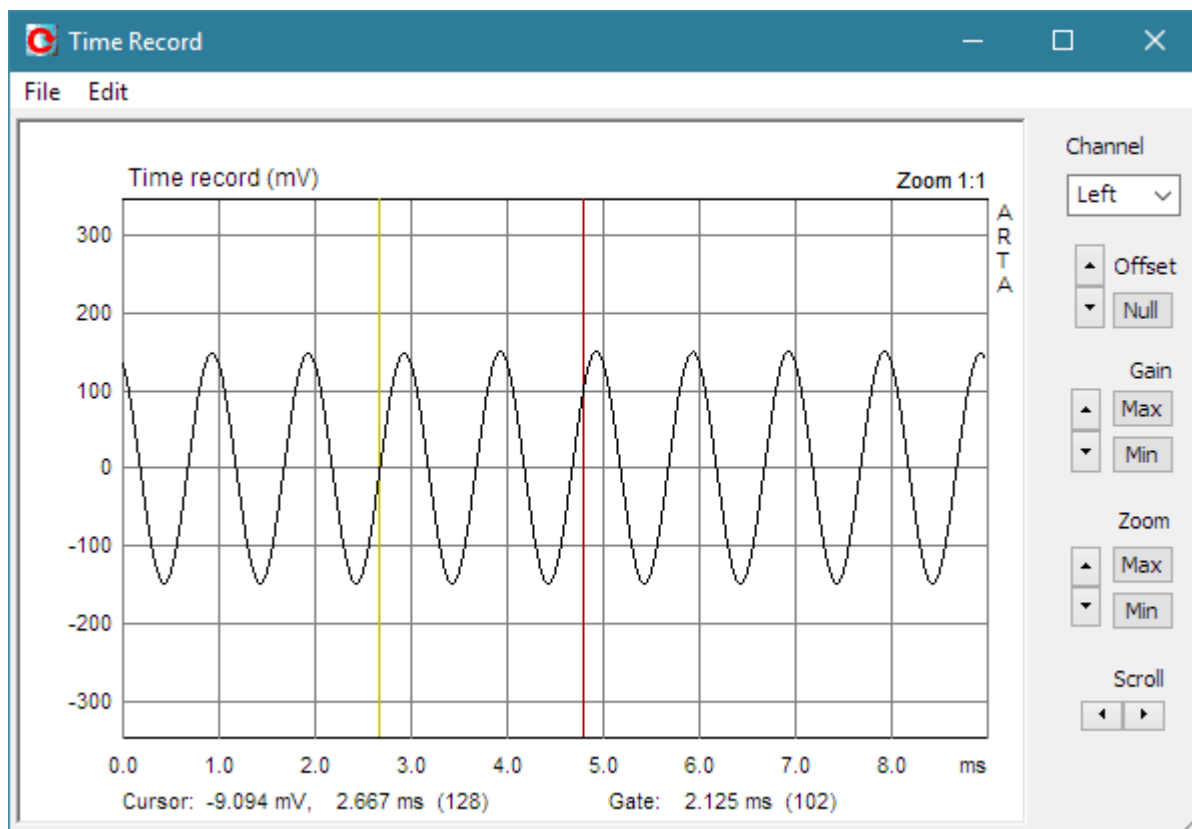 Time Record
File Edit
Time record (mV)
Zoom 1:1
A
R
T
A
300
200
100
0
-100
-200
-300
0.0 1.0 2.0 3.0 4.0 5.0 6.0 7.0 8.0 ms
Cursor: -9.094 mV, 2.667 ms (128) Gate: 2.125 ms (102)
Channel
Left
Offset
Null
Gain
Max
Min
Zoom
Max
Min
Scroll